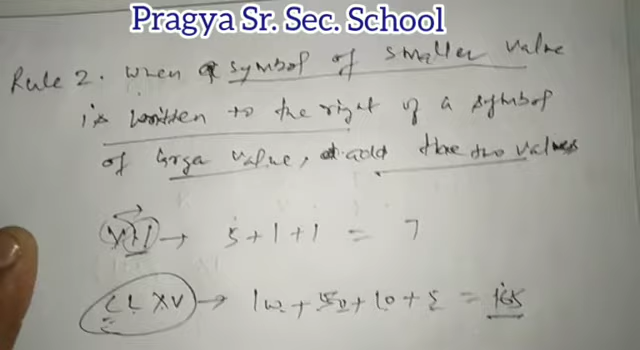 Pragya Sr. Sec. School
Rule 2. When a symbol of smaller value
is written to the right of a symbol
of larga value, add the two values
VII → 5+1+1 = 7
CLXV → 100+50+10+5 = 165